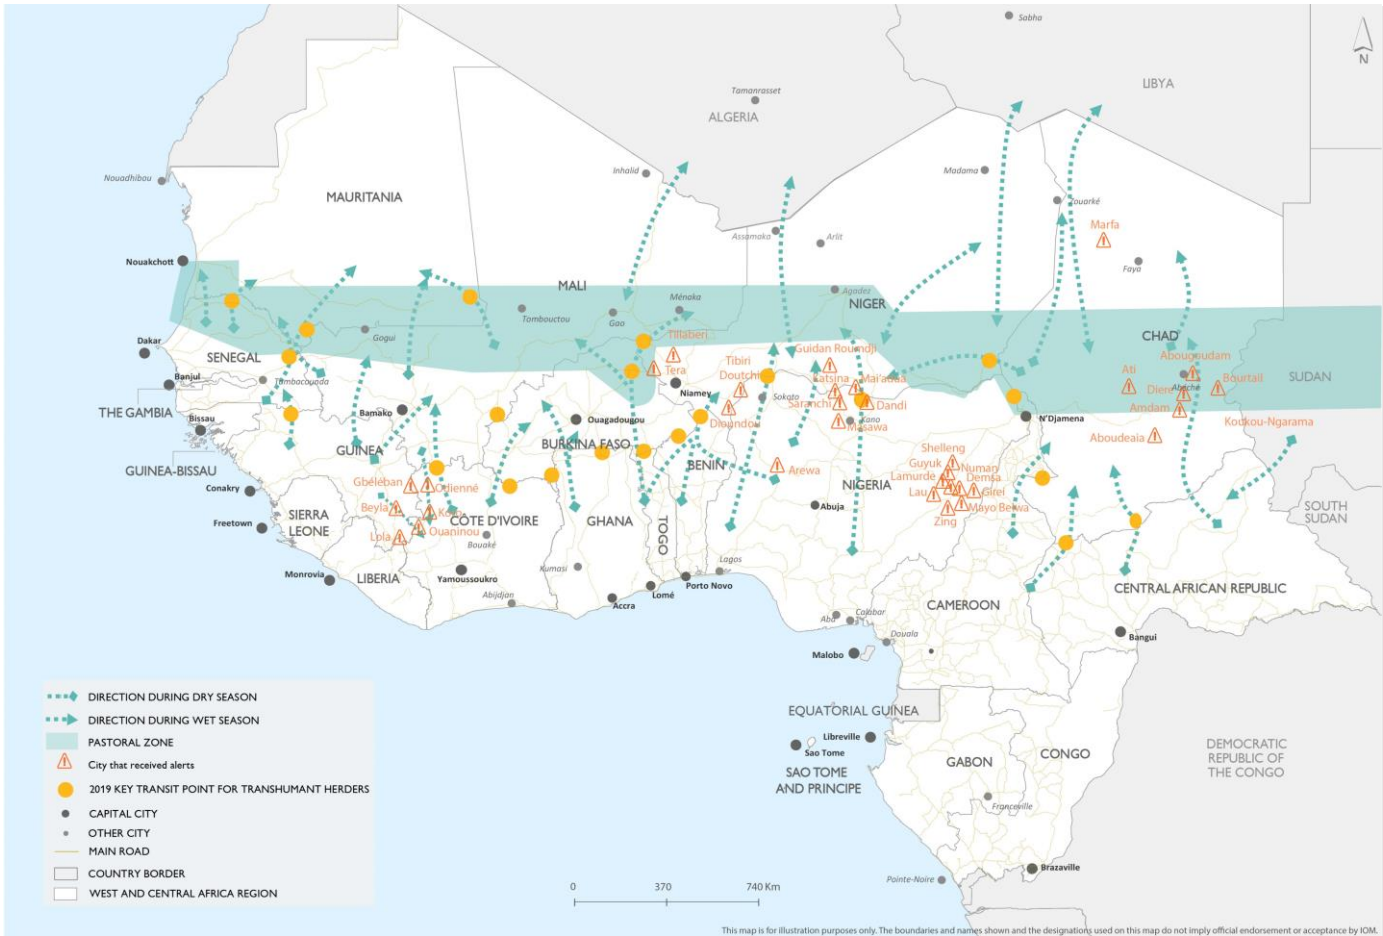 Sabha
N
LIBYA
Tamanrasset
ALGERIA
Inhalid
Madama
Nouadhibou
MAURITANIA
Zouarké
Marfa
Assamaka
Arlit
Nouakchott
Faya
MALI
Agadez
Ménaka
NIGER
Tombouctou
Gao
Gogui
Tillaberi
CHAD
Dakar
SENEGAL
Guidan Roumdji
Abougoudam
Tibiri
Tera
Doutchi
Ati
Banjul
Tambacouada
Niamey
Katsina
Mai'adua
Diere
Abéché
Bourtail
SUDAN
Sokoto
Saranchi
Dandi
Amdam
THE GAMBIA
Bissau
Bamako
Ouagadougou
Dioundou
Kano
Masawa
N'Djamena
Koukou-Ngarama
Aboudeaia
GUINEA
BURKINA FASO
GUINEA-BISSAU
BENIN
Arewa
Shelleng
Guyuk
Numan
Lamurde
Demsa
NIGERIA
Conakry
Gbéléban
Odienné
Lau
Girei
Beyla
Koro
Abuja
Mayo Belwa
Zing
SOUTH
SUDAN
SIERRA
LEONE
Freetown
CÔTE D'IVOIRE
GHANA
TOGO
Ouaninou
Lola
Bouaké
Monrovia
LIBERIA
Yamoussoukro
Kumasi
Lagos
Porto Novo
Lomé
Abijdjan
Accra
CENTRAL AFRICAN REPUBLIC
CAMEROON
Aba
Calabar
Douala
Bangui
Malobo
EQUATORIAL GUINEA
Libreville
Sao Tome
SAO TOME
AND PRINCIPE
GABON
CONGO
DEMOCRATIC
REPUBLIC OF
THE CONGO
Franceville
Brazaville
Pointe-Noire
DIRECTION DURING DRY SEASON
DIRECTION DURING WET SEASON
PASTORAL ZONE
City that received alerts
2019 KEY TRANSIT POINT FOR TRANSHUMANT HERDERS
CAPITAL CITY
OTHER CITY
MAIN ROAD
COUNTRY BORDER
WEST AND CENTRAL AFRICA REGION
0 370 740 Km
This map is for illustration purposes only. The boundaries and names shown and the designations used on this map do not imply official endorsement or acceptance by IOM.